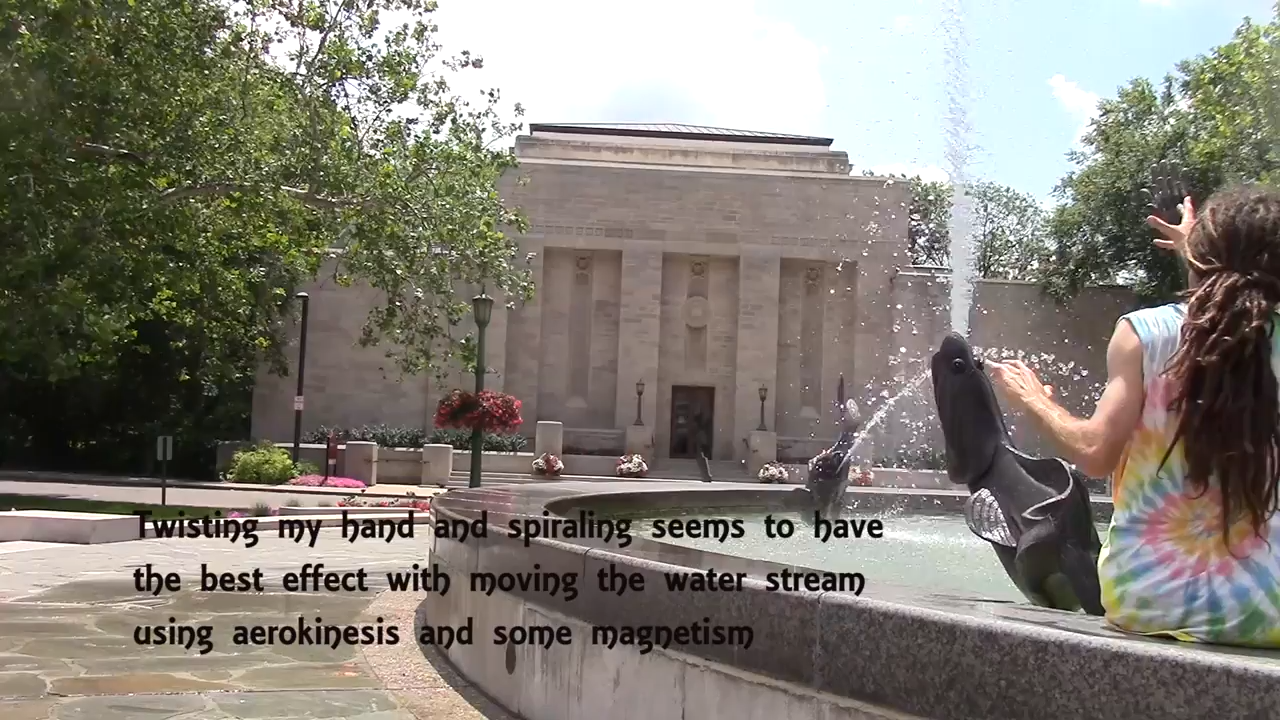 Twisting my hand and spiraling seems to have
the best effect with moving the water stream
using aerokinesis and some magnetism